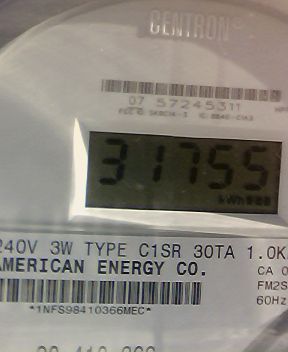 CENTRON®
07 57245311
31755
kWh
240V 3W TYPE C1SR 30TA 1.0K
AMERICAN ENERGY CO.
CA 0
FM2S
60Hz
*1NFS98410366MEC*